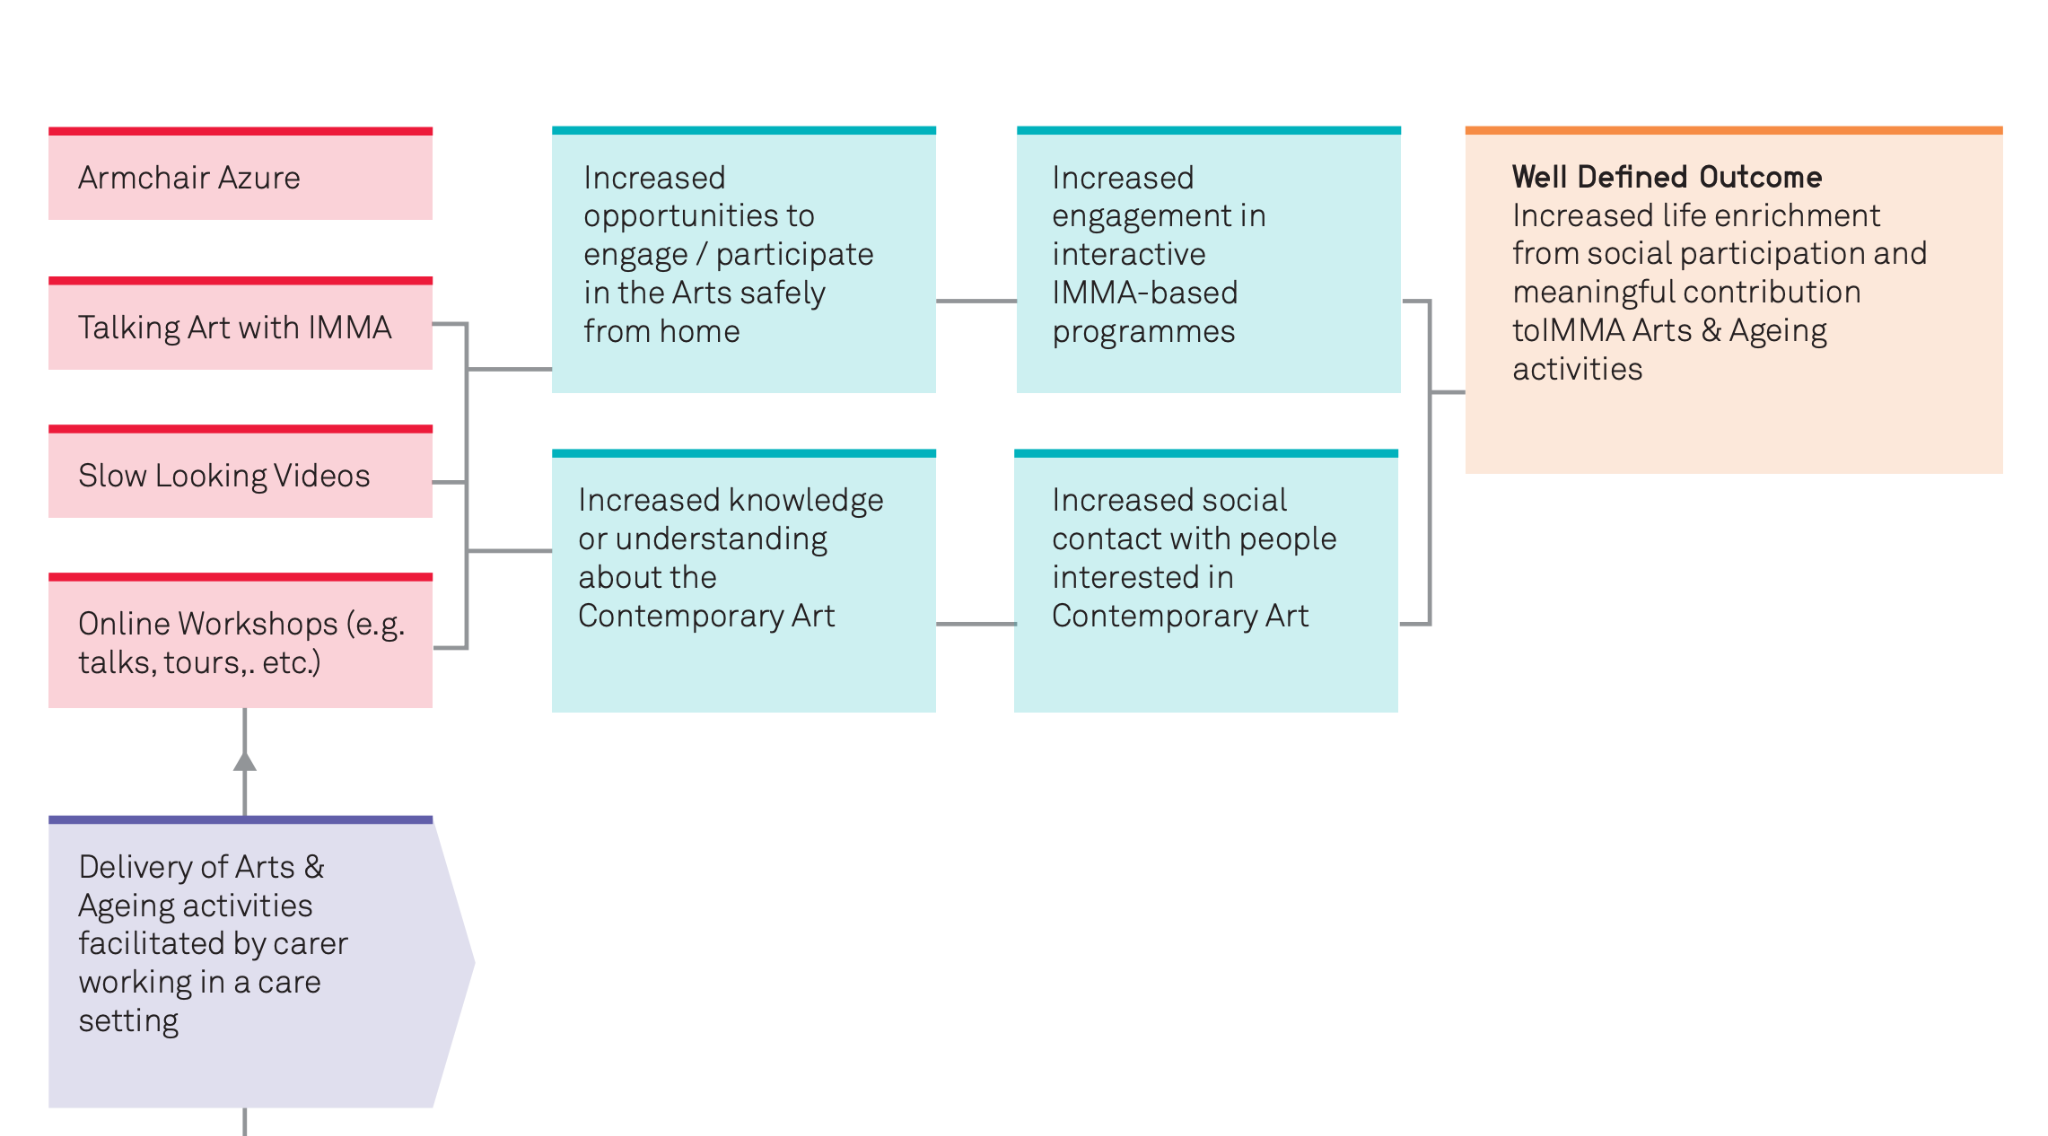 Armchair Azure
Talking Art with IMMA
Slow Looking Videos
Online Workshops (e.g.
talks, tours,. etc.)
Increased
opportunities to
engage / participate
in the Arts safely
from home
Increased knowledge
or understanding
about the
Contemporary Art
Increased
engagement in
interactive
IMMA-based
programmes
Increased social
contact with people
interested in
Contemporary Art
Well Defined Outcome
Increased life enrichment
from social participation and
meaningful contribution
toIMMA Arts & Ageing
activities
Delivery of Arts &
Ageing activities
facilitated by carer
working in a care
setting